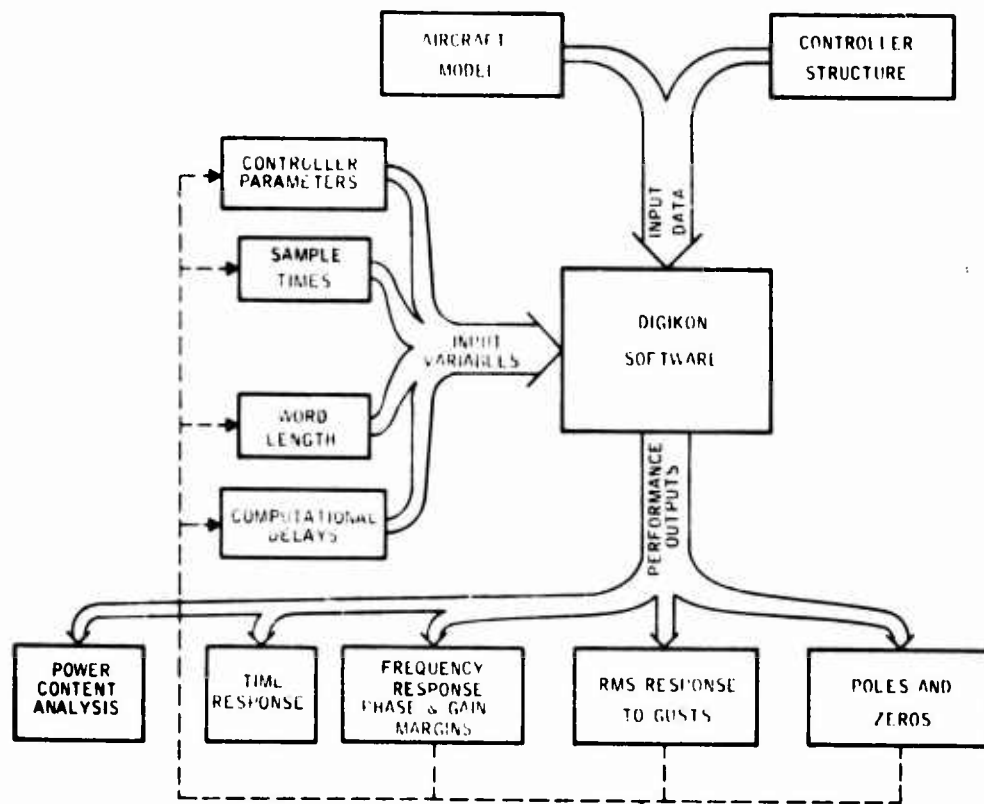 AIRCRAFT
MODEL
CONTROLLER
STRUCTURE
CONTROLLER
PARAMETERS
INPUT
DATA
SAMPLE
TIMES
INPUT
VARIABLES
DIGIKON
SOFTWARE
WORD
LENGTH
COMPUTATIONAL
DELAYS
PERFORMANCE
OUTPUTS
POWER
CONTENT
ANALYSIS
TIME
RESPONSE
FREQUENCY
RESPONSE
PHASE & GAIN
MARGINS
RMS RESPONSE
TO GUSTS
POLES AND
ZEROS